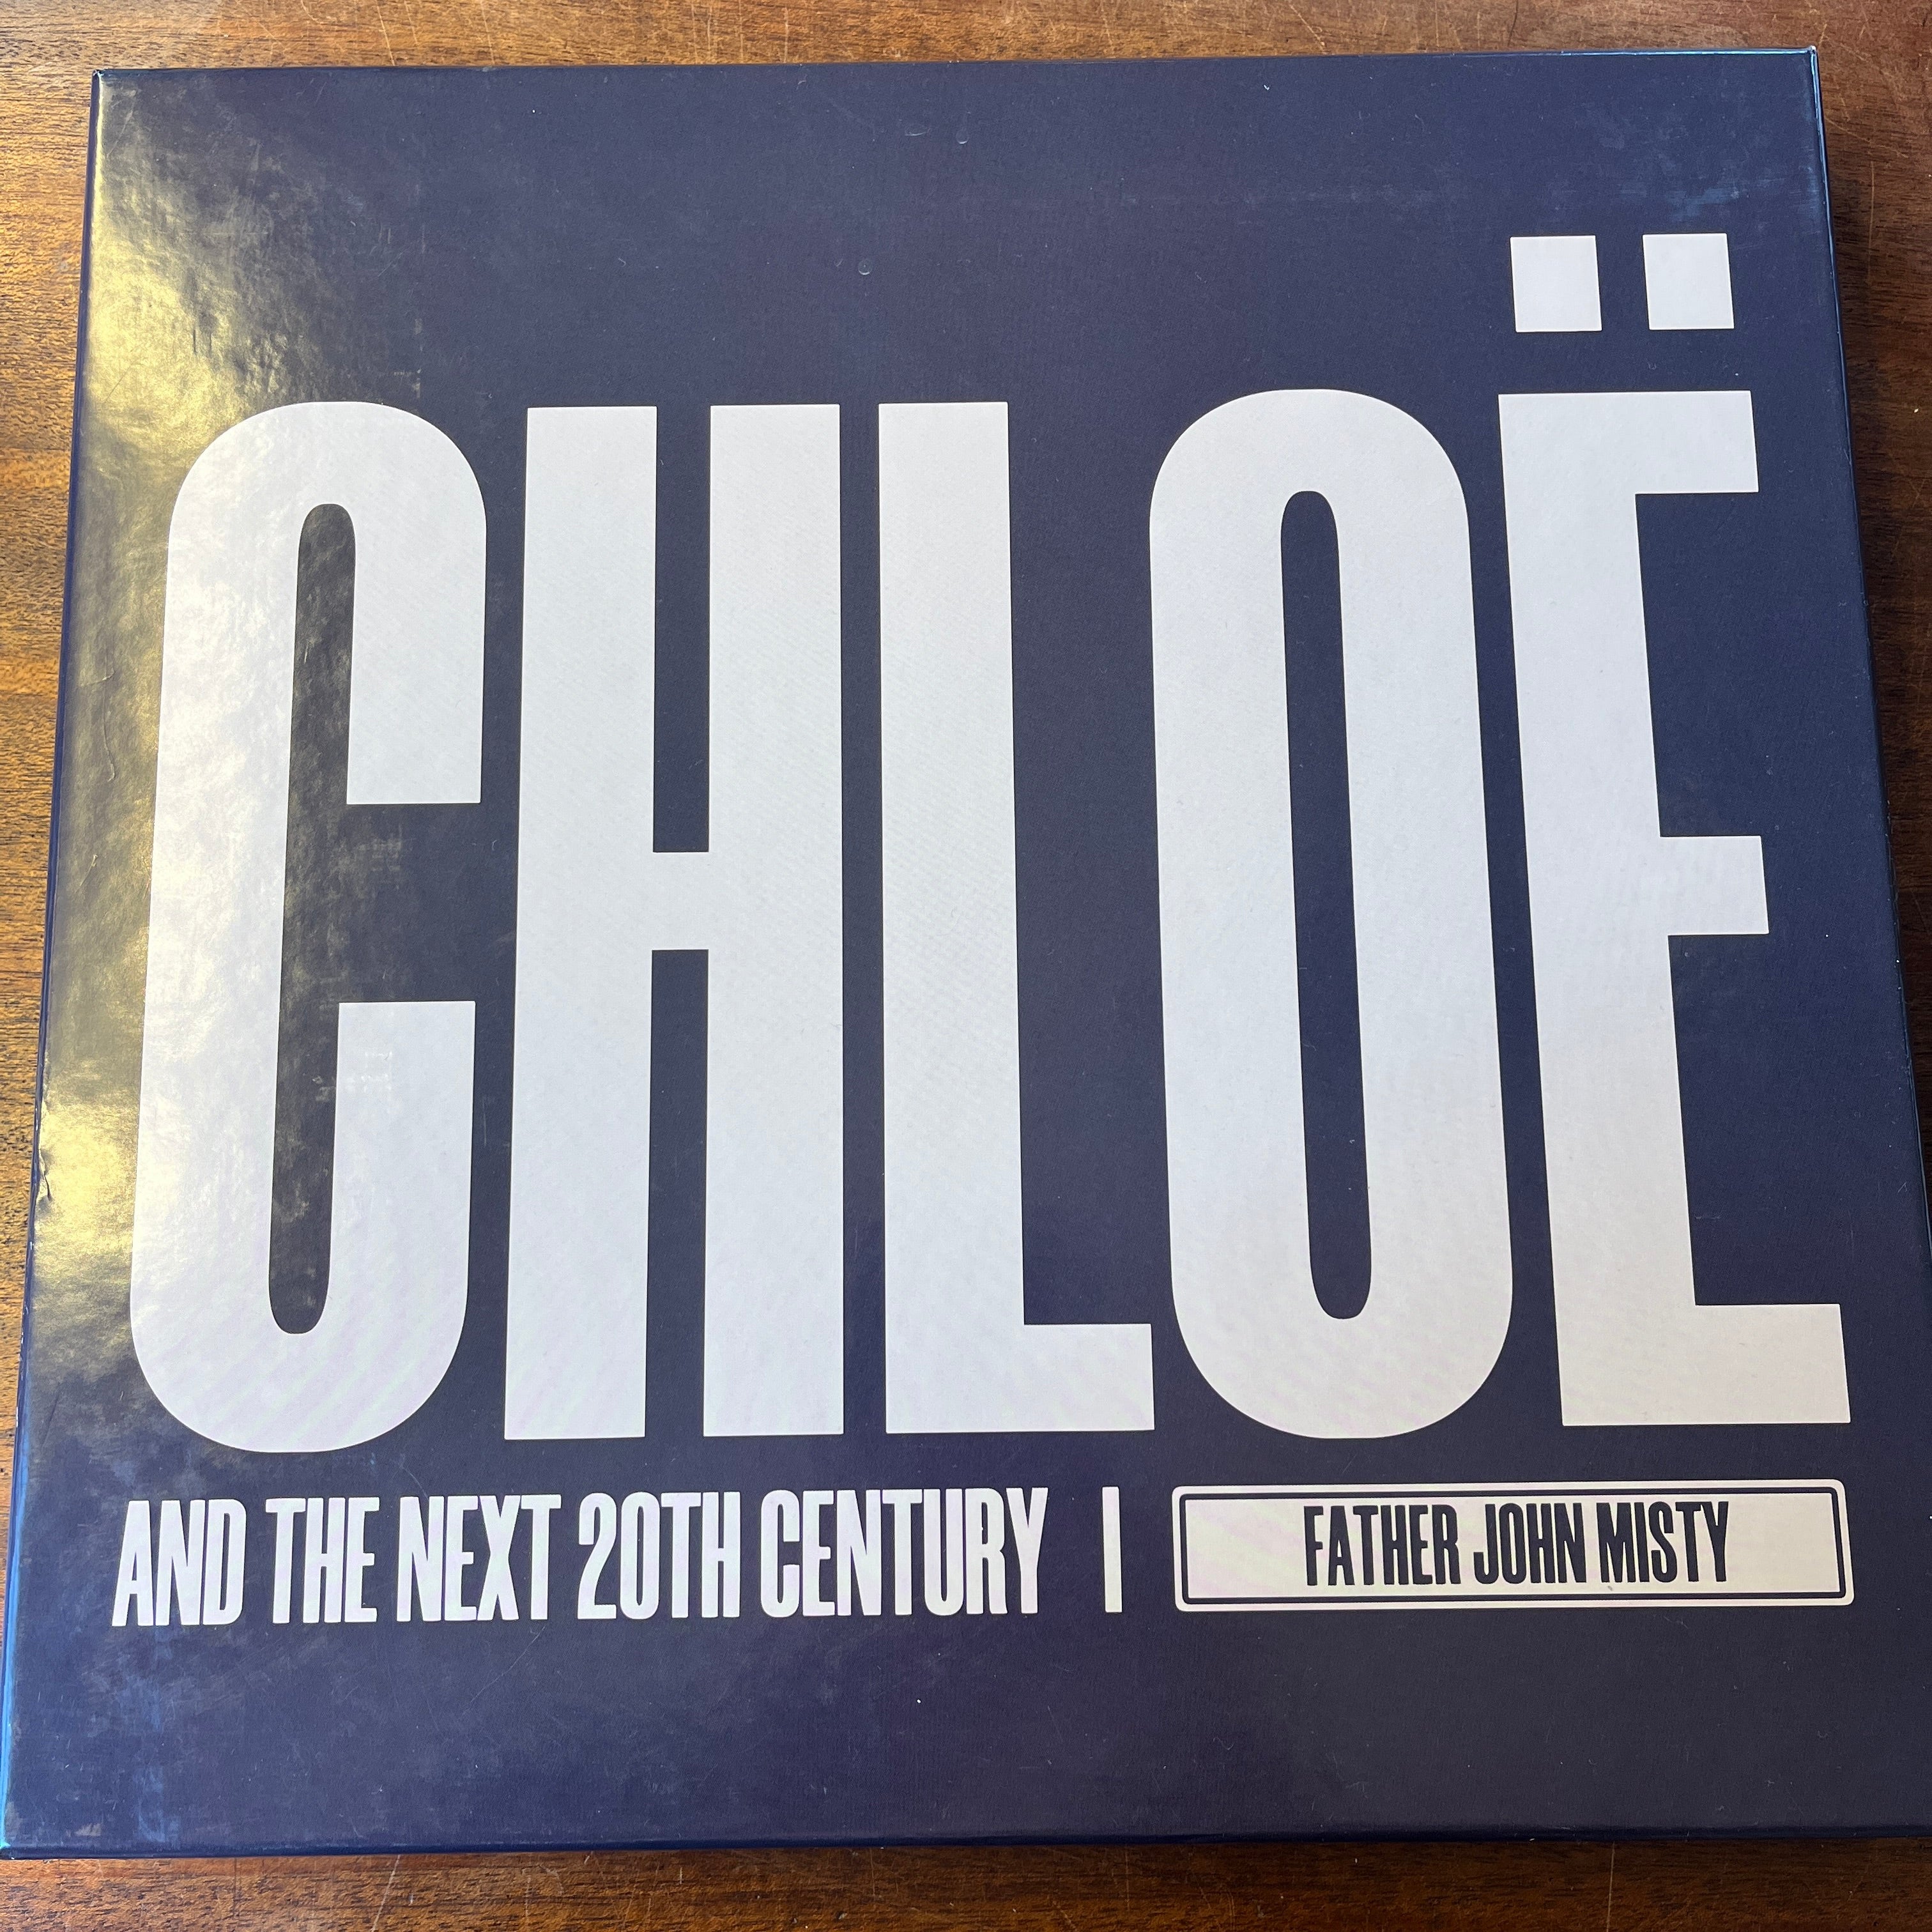 CHLOË
AND THE NEXT 20TH CENTURY | FATHER JOHN MISTY